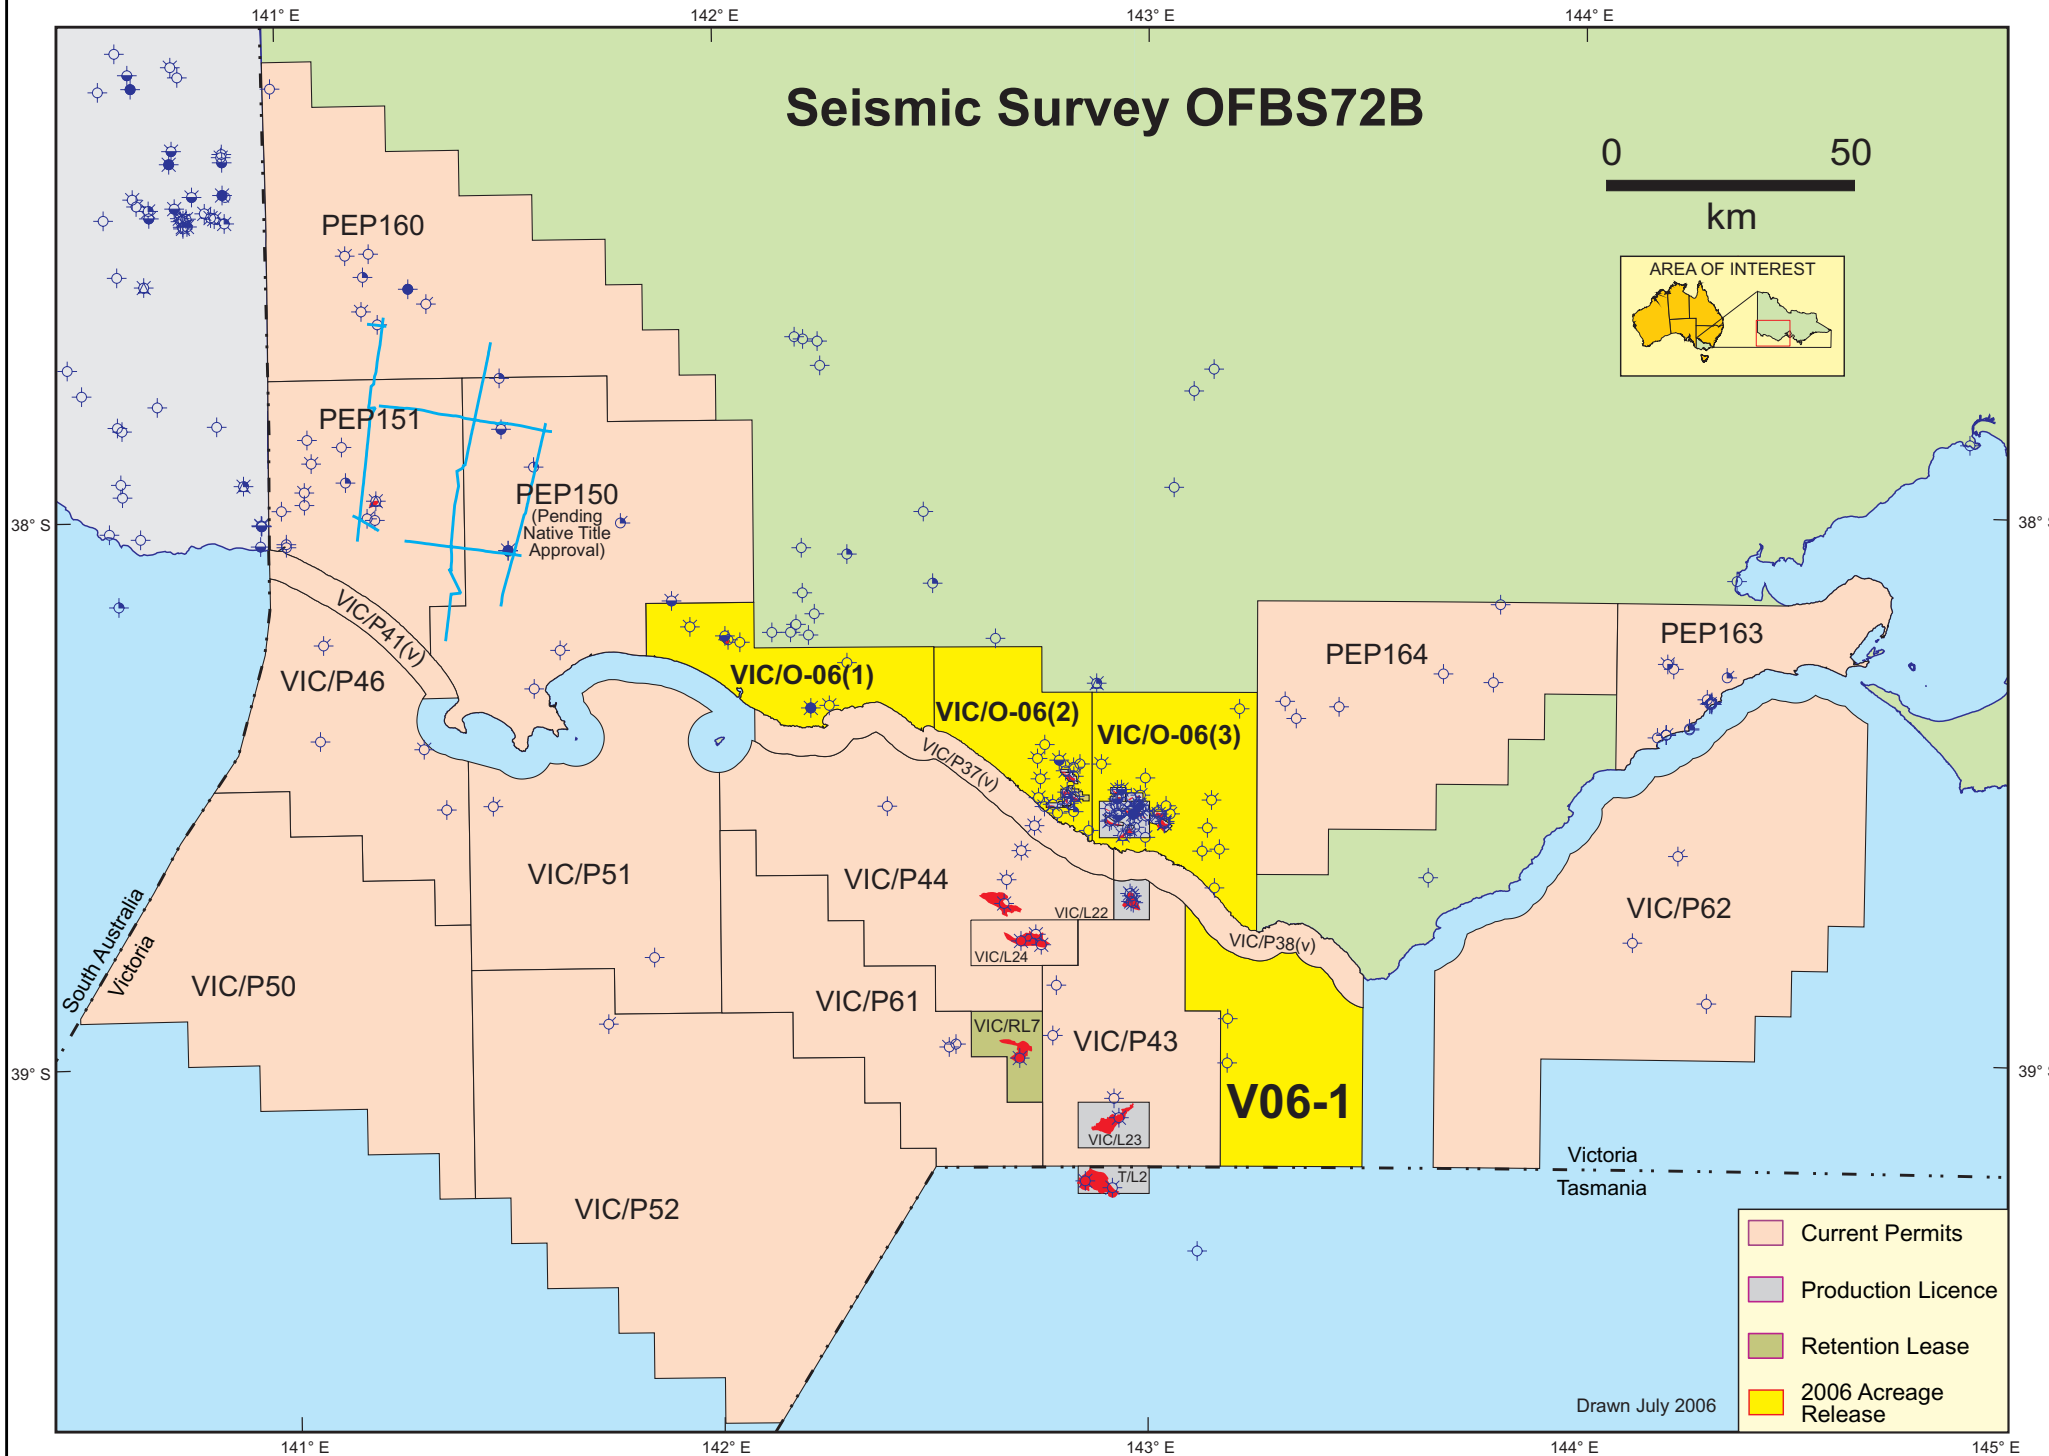 141° E
142° E
143° E
144° E
Seismic Survey OFBS72B
0
50
km
AREA OF INTEREST
PEP160
PEP151
PEP150
(Pending
Native Title
Approval)
38° S
38° S
VIC/P41(v)
VIC/P46
VIC/O-06(1)
VIC/O-06(2)
VIC/O-06(3)
PEP164
PEP163
VIC/P37(v)
VIC/P51
VIC/P44
VIC/L22
VIC/P38(v)
VIC/P62
VIC/L24
South Australia
Victoria
VIC/P50
VIC/P61
VIC/RL7
VIC/P43
39° S
39° S
V06-1
VIC/L23
T/L2
Victoria
Tasmania
VIC/P52
Current Permits
Production Licence
Retention Lease
2006 Acreage
Release
Drawn July 2006
141° E
142° E
143° E
144° E
145° E